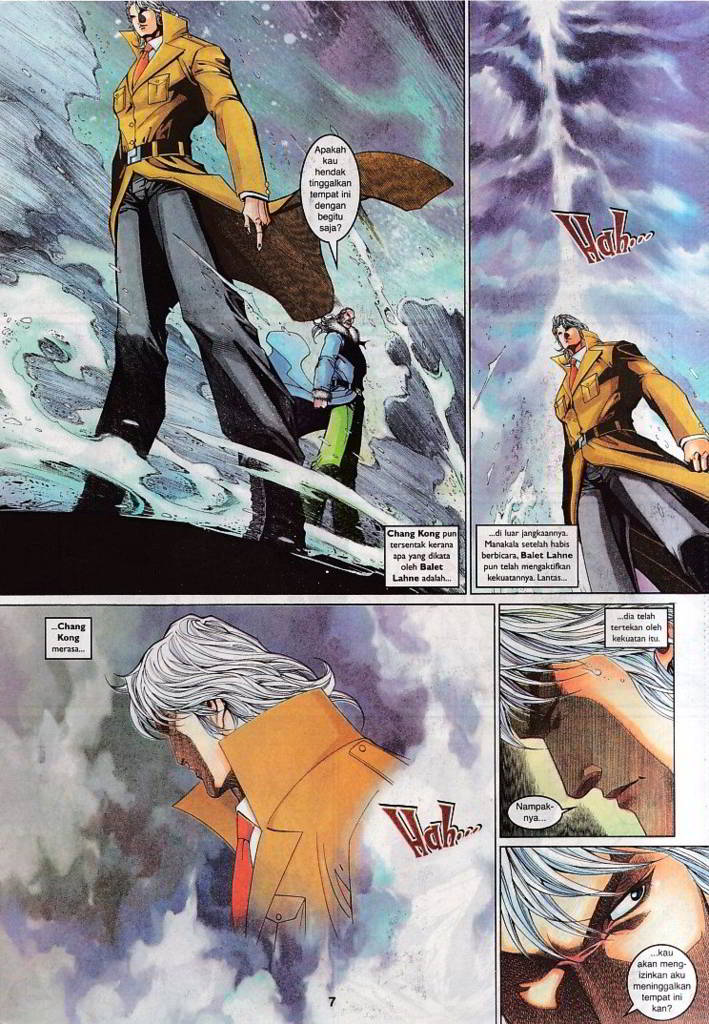 Apakah
kau
hendak
tinggalkan
tempat ini
dengan
begitu
saja?
Chang Kong pun
tersentak kerana
apa yang dikata
oleh Balet
Lahne adalah...
Hah...
...di luar jangkaannya.
Manakala setelah habis
berbicara, Balet Lahne
pun telah mengaktifkan
kekuatannya. Lantas...
...Chang
Kong
merasa...
Hah...
...dia telah
tertekan oleh
kekuatan itu.
Nampak-
nya...
...kau
akan meng-
izinkan aku
meninggalkan
tempat ini
kan?
7